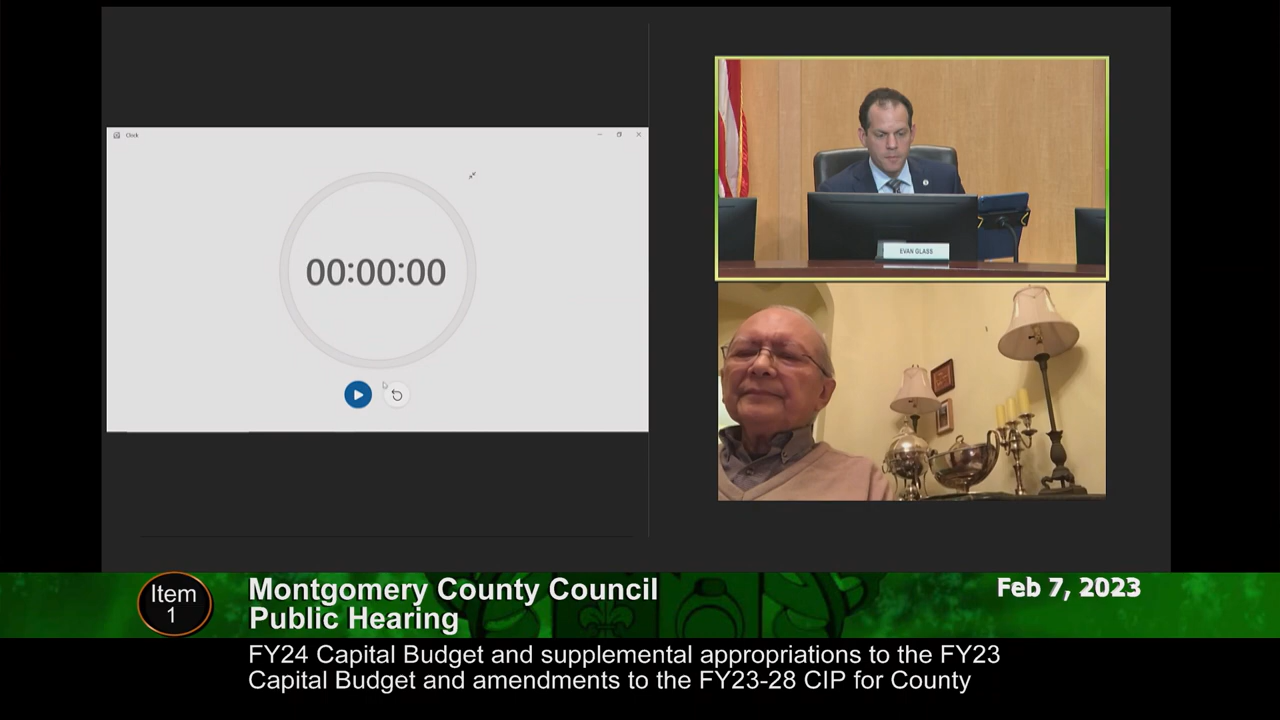 Clock
00:00:00
EVAN GLASS
Item
1
Montgomery County Council
Public Hearing
Feb 7, 2023
FY24 Capital Budget and supplemental appropriations to the FY23
Capital Budget and amendments to the FY23-28 CIP for County